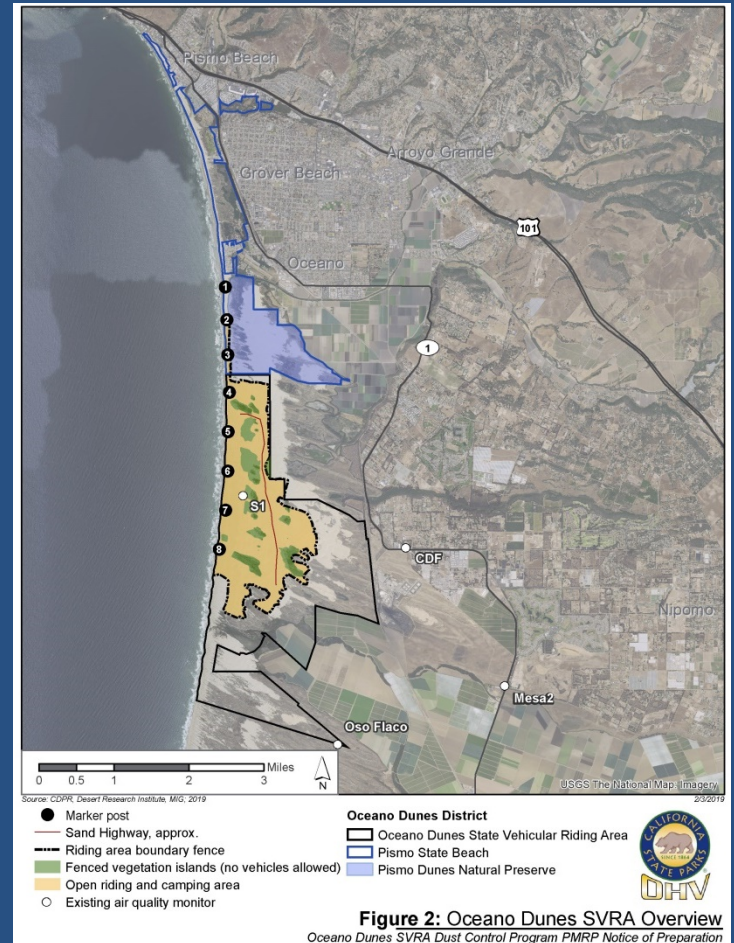 Pismo Beach
Arroyo Grande
Grover Beach
101
Oceano
1
2
1
3
4
5
6
S1
7
8
CDF
Nipomo
Mesa2
Oso Flaco
Miles
0 0.5 1 2 3
N
USGS The National Map: Imagery
Source: CDPR, Desert Research Institute, MIG; 2019
2/3/2019
Marker post
Sand Highway, approx.
Riding area boundary fence
Fenced vegetation islands (no vehicles allowed)
Open riding and camping area
Existing air quality monitor
Oceano Dunes District
Oceano Dunes State Vehicular Riding Area
Pismo State Beach
Pismo Dunes Natural Preserve
CALIFORNIA
SINCE 1864
STATE PARKS
OHV
Figure 2: Oceano Dunes SVRA Overview
Oceano Dunes SVRA Dust Control Program PMRP Notice of Preparation